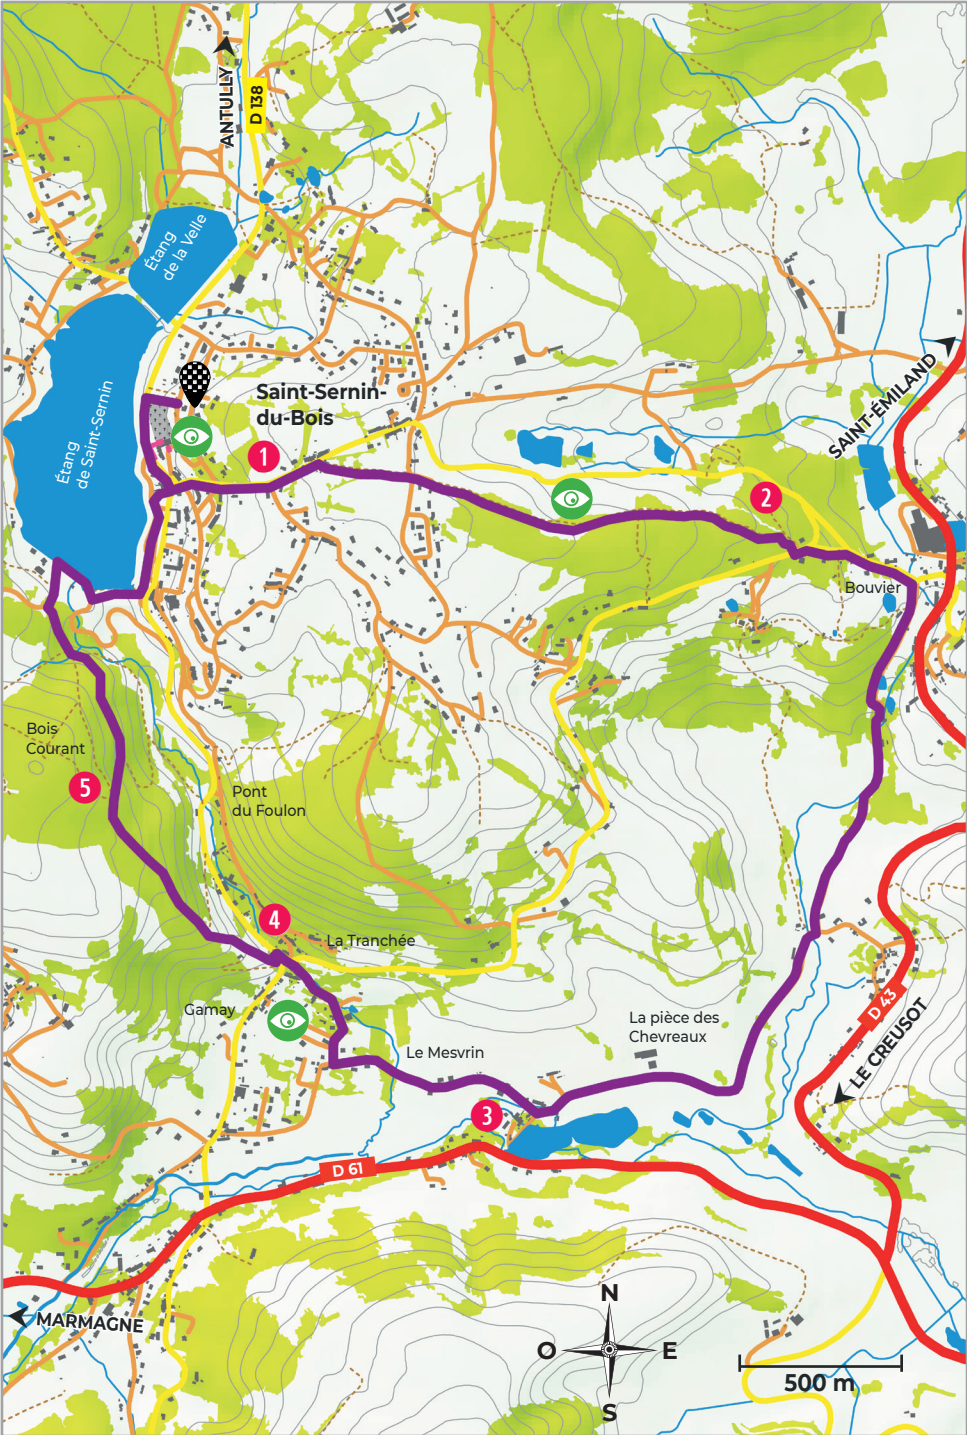 ANTULLY
D 138
Étang
de la Velle
Étang
de Saint-Sernin
Saint-Sernin-
du-Bois
1
2
SAINT-ÉMILAND
Bouvier
Bois
Courant
5
Pont
du Foulon
4
La Tranchée
Gamay
Le Mesvrin
La pièce des
Chevreaux
D 43
LE CREUSOT
3
D 61
MARMAGNE
N
O
E
S
500 m